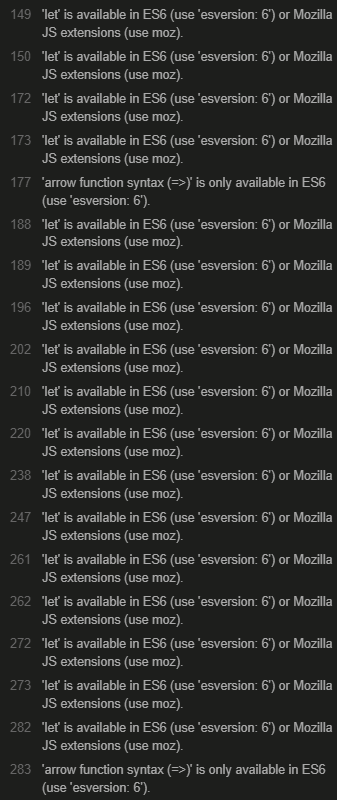 149 'let' is available in ES6 (use 'esversion: 6') or Mozilla
JS extensions (use moz).
150 'let' is available in ES6 (use 'esversion: 6') or Mozilla
JS extensions (use moz).
172 'let' is available in ES6 (use 'esversion: 6') or Mozilla
JS extensions (use moz).
173 'let' is available in ES6 (use 'esversion: 6') or Mozilla
JS extensions (use moz).
177 'arrow function syntax (=>)' is only available in ES6
(use 'esversion: 6').
188 'let' is available in ES6 (use 'esversion: 6') or Mozilla
JS extensions (use moz).
189 'let' is available in ES6 (use 'esversion: 6') or Mozilla
JS extensions (use moz).
196 'let' is available in ES6 (use 'esversion: 6') or Mozilla
JS extensions (use moz).
202 'let' is available in ES6 (use 'esversion: 6') or Mozilla
JS extensions (use moz).
210 'let' is available in ES6 (use 'esversion: 6') or Mozilla
JS extensions (use moz).
220 'let' is available in ES6 (use 'esversion: 6') or Mozilla
JS extensions (use moz).
238 'let' is available in ES6 (use 'esversion: 6') or Mozilla
JS extensions (use moz).
247 'let' is available in ES6 (use 'esversion: 6') or Mozilla
JS extensions (use moz).
261 'let' is available in ES6 (use 'esversion: 6') or Mozilla
JS extensions (use moz).
262 'let' is available in ES6 (use 'esversion: 6') or Mozilla
JS extensions (use moz).
272 'let' is available in ES6 (use 'esversion: 6') or Mozilla
JS extensions (use moz).
273 'let' is available in ES6 (use 'esversion: 6') or Mozilla
JS extensions (use moz).
282 'let' is available in ES6 (use 'esversion: 6') or Mozilla
JS extensions (use moz).
283 'arrow function syntax (=>)' is only available in ES6
(use 'esversion: 6').